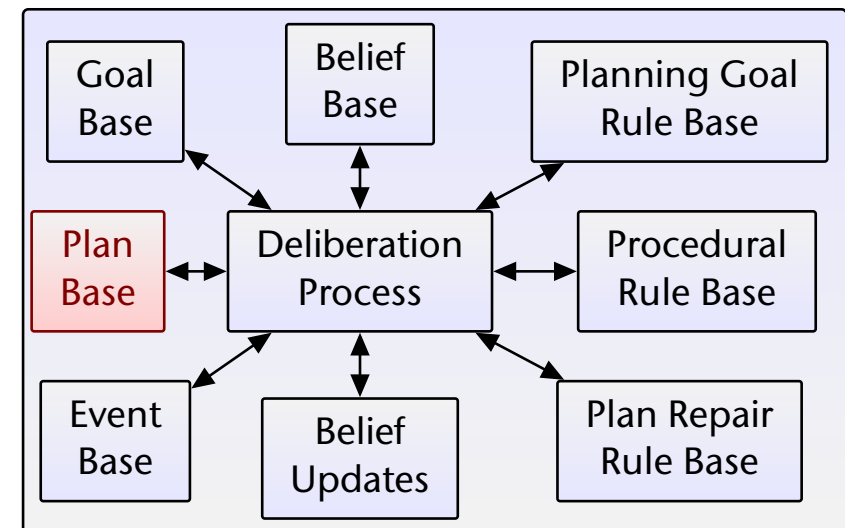 Goal
Base
Belief
Base
Planning Goal
Rule Base
Plan
Base
Deliberation
Process
Procedural
Rule Base
Event
Base
Belief
Updates
Plan Repair
Rule Base